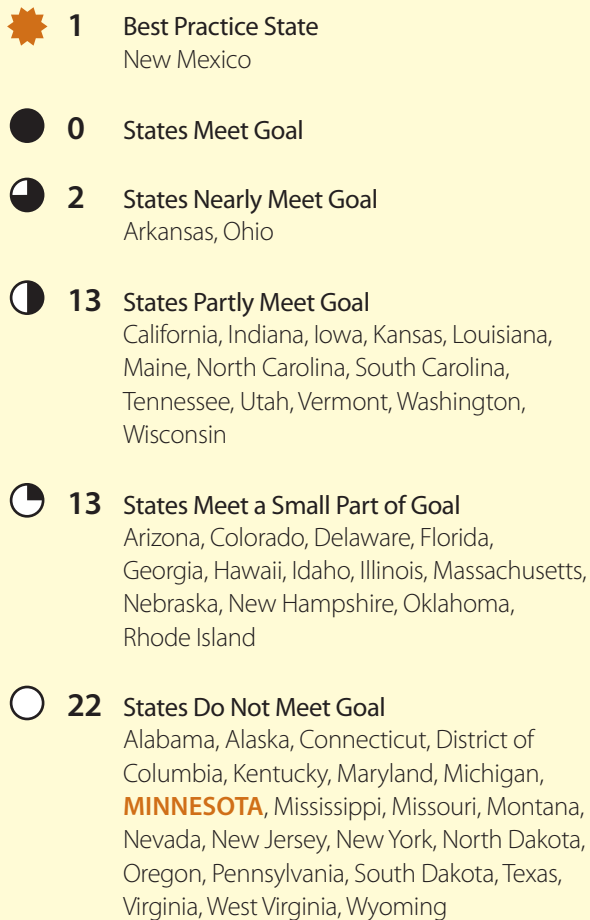 1 Best Practice State
New Mexico
0 States Meet Goal
2 States Nearly Meet Goal
Arkansas, Ohio
13 States Partly Meet Goal
California, Indiana, Iowa, Kansas, Louisiana,
Maine, North Carolina, South Carolina,
Tennessee, Utah, Vermont, Washington,
Wisconsin
13 States Meet a Small Part of Goal
Arizona, Colorado, Delaware, Florida,
Georgia, Hawaii, Idaho, Illinois, Massachusetts,
Nebraska, New Hampshire, Oklahoma,
Rhode Island
22 States Do Not Meet Goal
Alabama, Alaska, Connecticut, District of
Columbia, Kentucky, Maryland, Michigan,
MINNESOTA, Mississippi, Missouri, Montana,
Nevada, New Jersey, New York, North Dakota,
Oregon, Pennsylvania, South Dakota, Texas,
Virginia, West Virginia, Wyoming